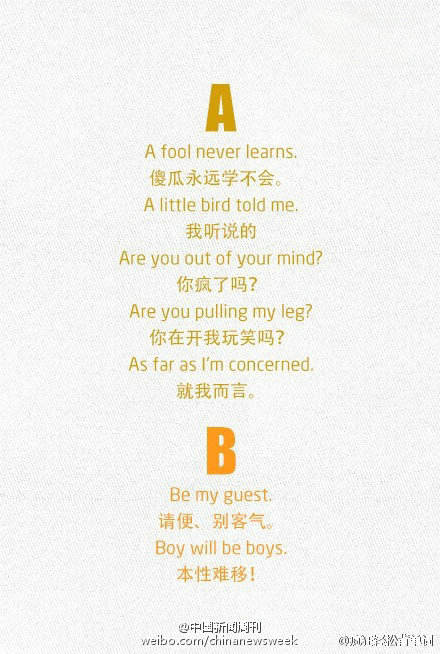 A
A fool never learns.
傻瓜永远学不会。
A little bird told me.
我听说的
Are you out of your mind?
你疯了吗？
Are you pulling my leg?
你在开我玩笑吗？
As far as I'm concerned.
就我而言。
B
Be my guest.
请便、别客气。
Boy will be boys.
本性难移！
@中国新闻周刊
weibo.com/chinanewsweek